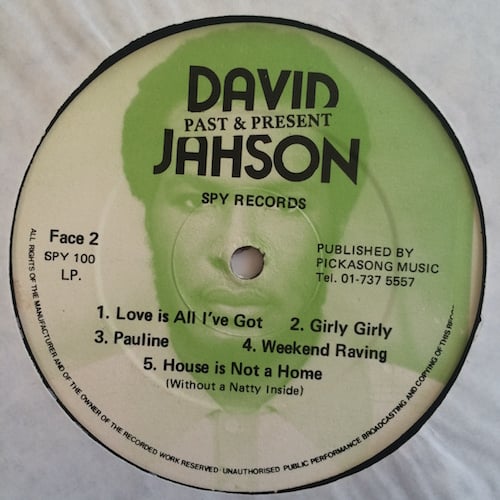 DAVID
PAST & PRESENT
JAHSON
SPY RECORDS
Face 2
SPY 100
LP.
PUBLISHED BY
PICKASONG MUSIC
Tel. 01-737 5557
1. Love is All I've Got 2. Girly Girly
3. Pauline 4. Weekend Raving
5. House is Not a Home
(Without a Natty Inside)
ALL RIGHTS OF THE MANUFACTURER AND OF THE OWNER OF THE RECORDED WORK RESERVED·UNAUTHORISED PUBLIC PERFORMANCE BROADCASTING AND COPYING OF THIS RECOR